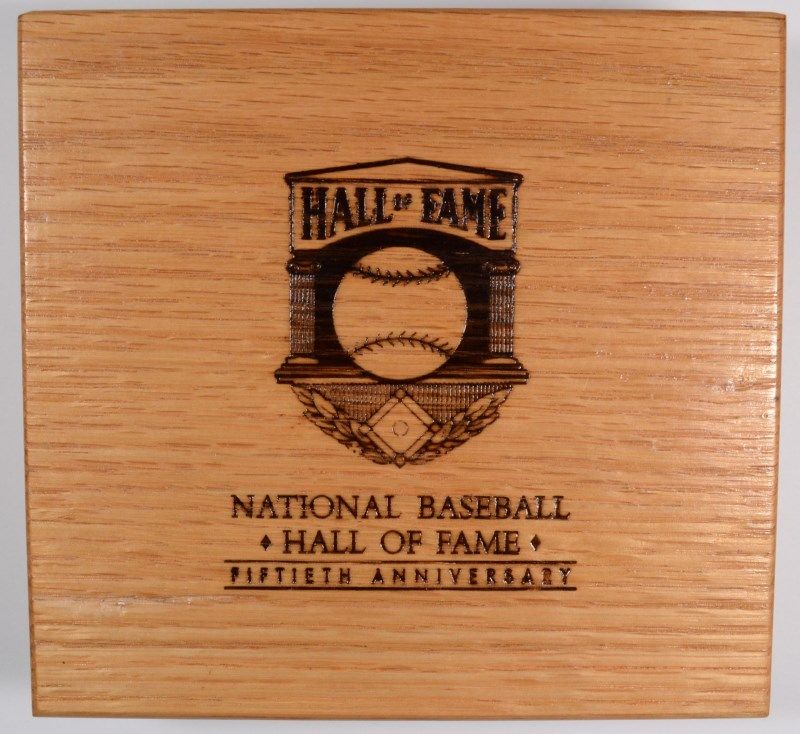 HALL OF FAME
NATIONAL BASEBALL
♦ HALL OF FAME ♦
FIFTIETH ANNIVERSARY